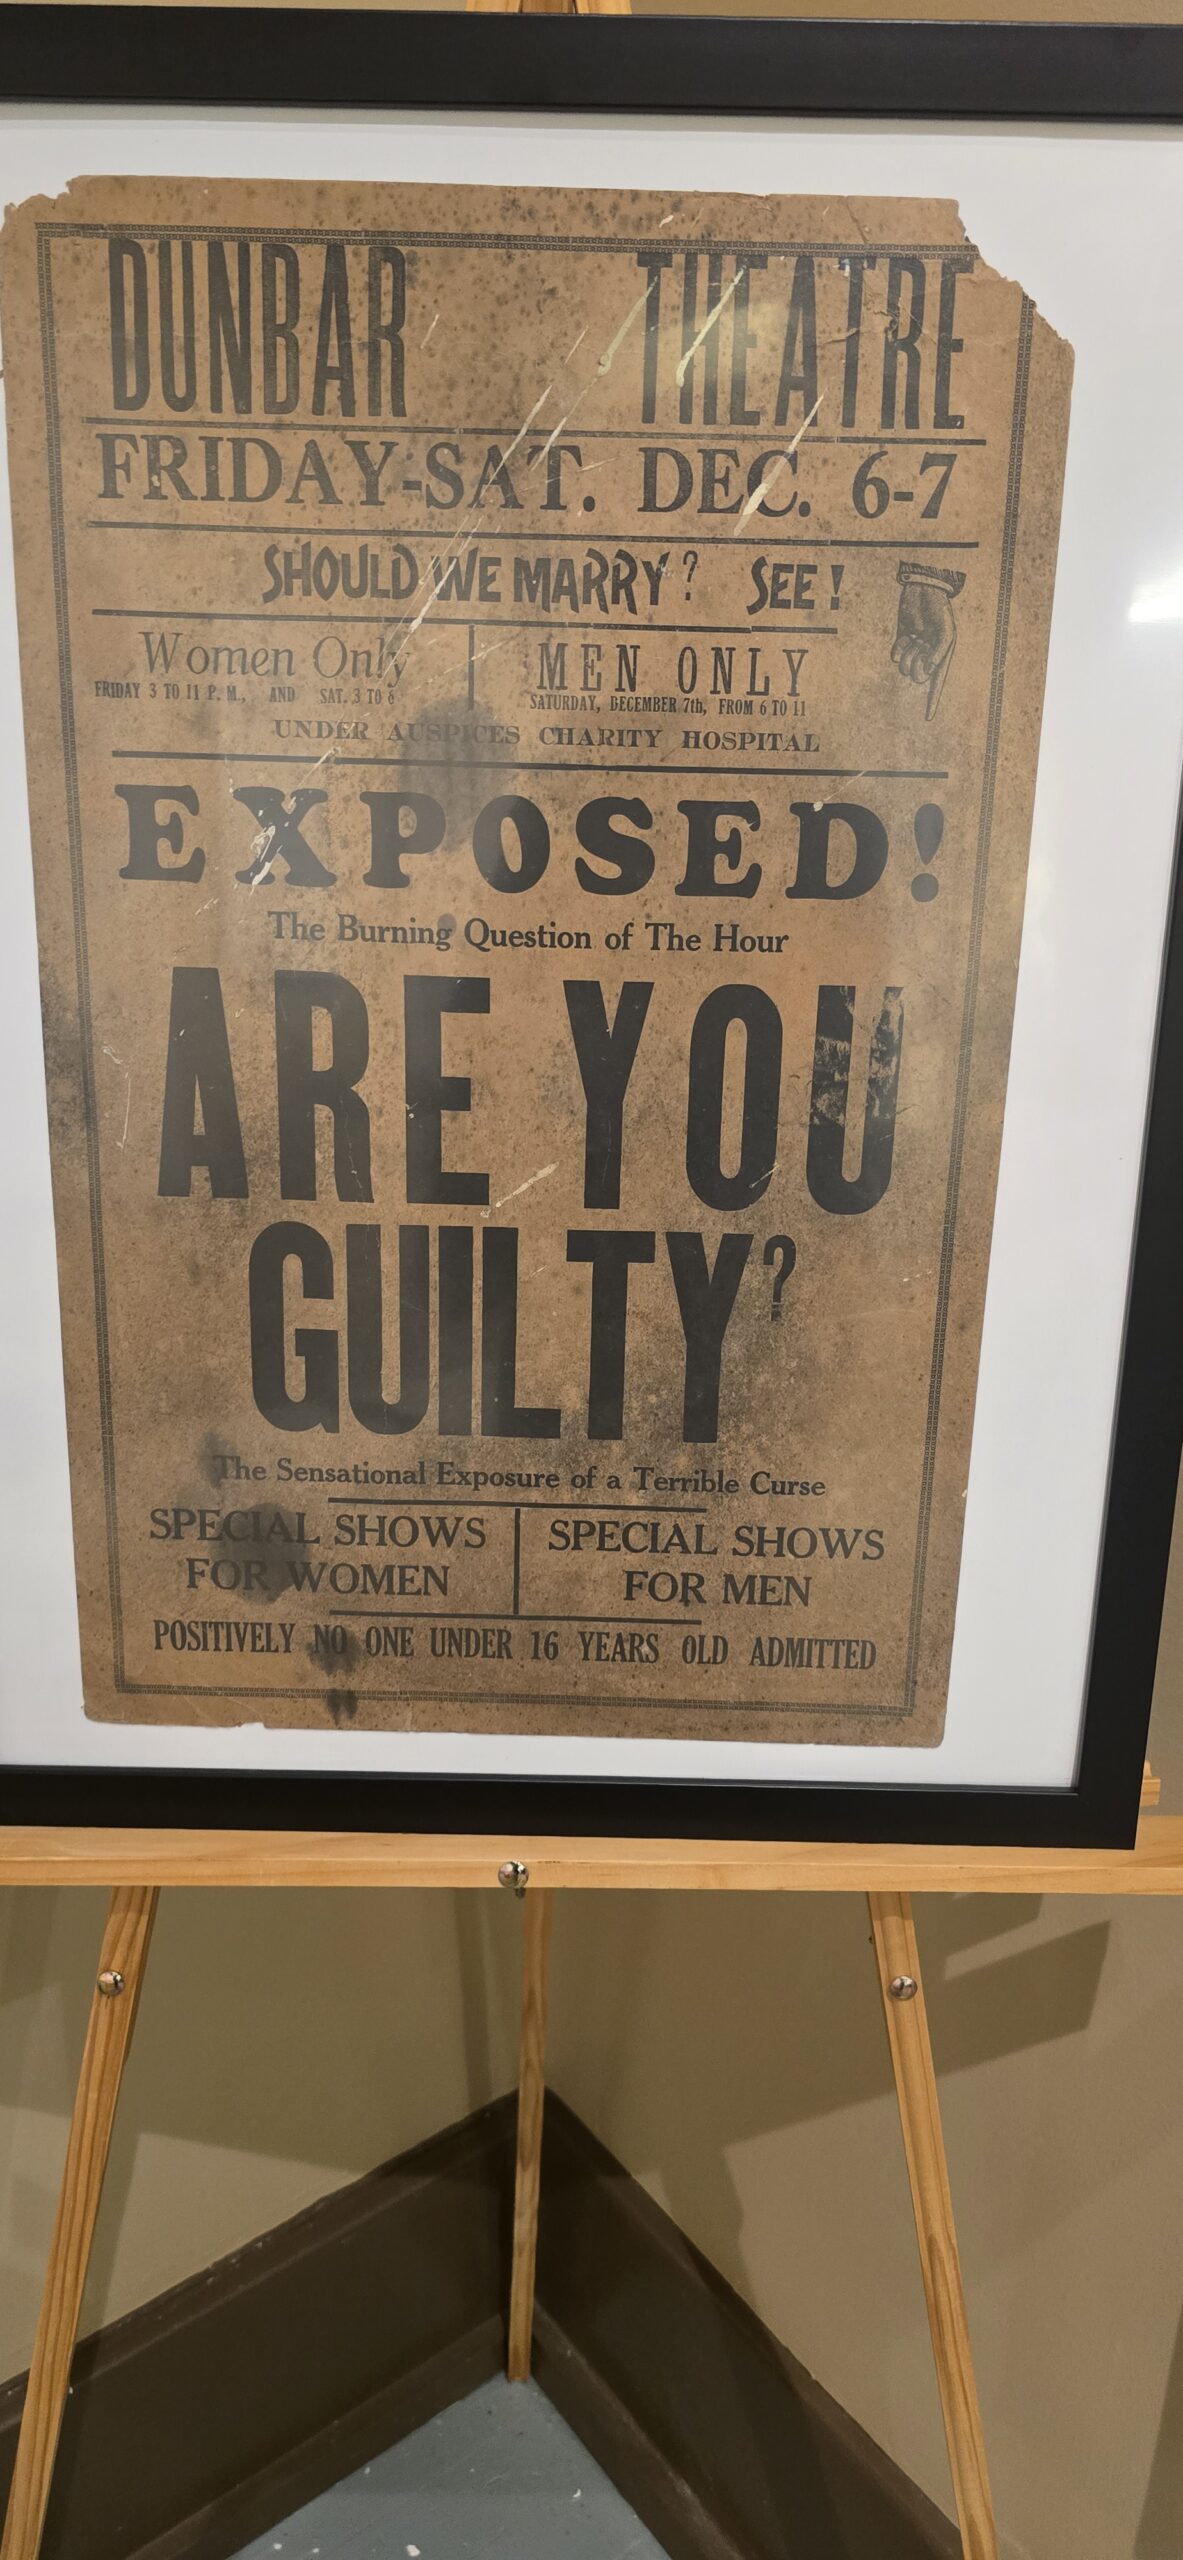 DUNBAR THEATRE
FRIDAY-SAT. DEC. 6-7
SHOULD WE MARRY? SEE!
Women Only
FRIDAY 3 TO 11 P. M., AND SAT. 3 TO 6
MEN ONLY
SATURDAY, DECEMBER 7th, FROM 6 TO 11
UNDER AUSPICES CHARITY HOSPITAL
EXPOSED!
The Burning Question of The Hour
ARE YOU
GUILTY?
The Sensational Exposure of a Terrible Curse
SPECIAL SHOWS
FOR WOMEN
SPECIAL SHOWS
FOR MEN
POSITIVELY NO ONE UNDER 16 YEARS OLD ADMITTED